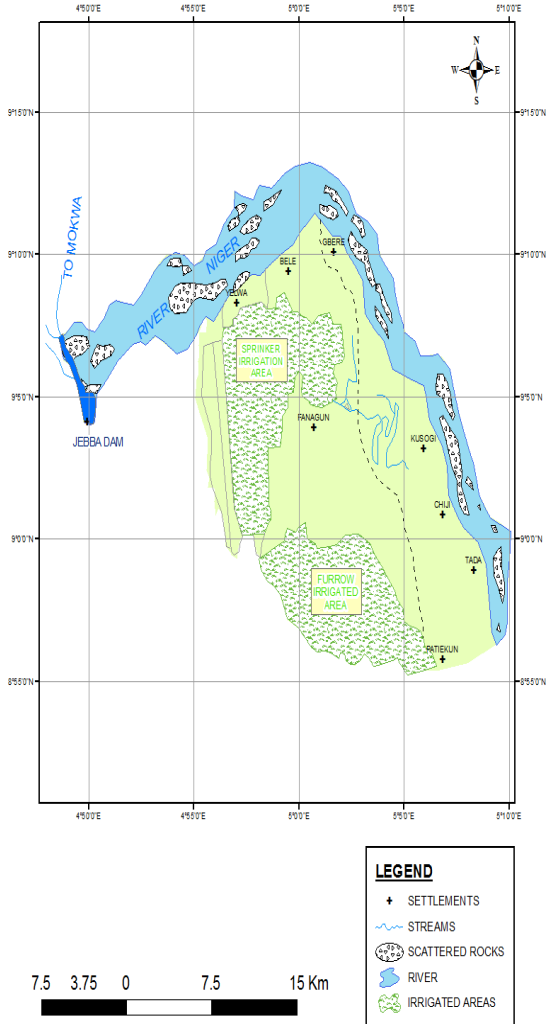 4°50'0"E 4°55'0"E 5°0'0"E 5°5'0"E 5°10'0"E
N
W E
S
9°15'0"N 9°15'0"N
TO MOKWA
RIVER NIGER
GBERE
9°10'0"N 9°10'0"N
BELE
YELWA
SPRINKER
IRRIGATION
AREA
9°5'0"N 9°5'0"N
FANAGUN
JEBBA DAM
KUSOGI
CHIJI
9°0'0"N 9°0'0"N
TADA
FURROW
IRRIGATED
AREA
PATIEKUN
8°55'0"N 8°55'0"N
4°50'0"E 4°55'0"E 5°0'0"E 5°5'0"E 5°10'0"E
LEGEND
SETTLEMENTS
STREAMS
SCATTERED ROCKS
RIVER
IRRIGATED AREAS
7.5 3.75 0 7.5 15 Km